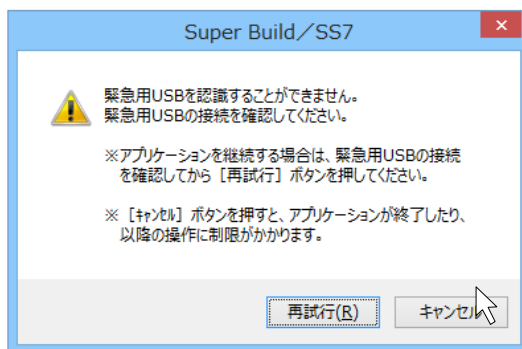 Super Build／SS7
緊急用USBを認識することができません。
緊急用USBの接続を確認してください。
※アプリケーションを継続する場合は、緊急用USBの接続
を確認してから［再試行］ボタンを押してください。
※［ｷｬﾝｾﾙ］ボタンを押すと、アプリケーションが終了したり、
以降の操作に制限がかかります。
再試行(R)
キャンセル